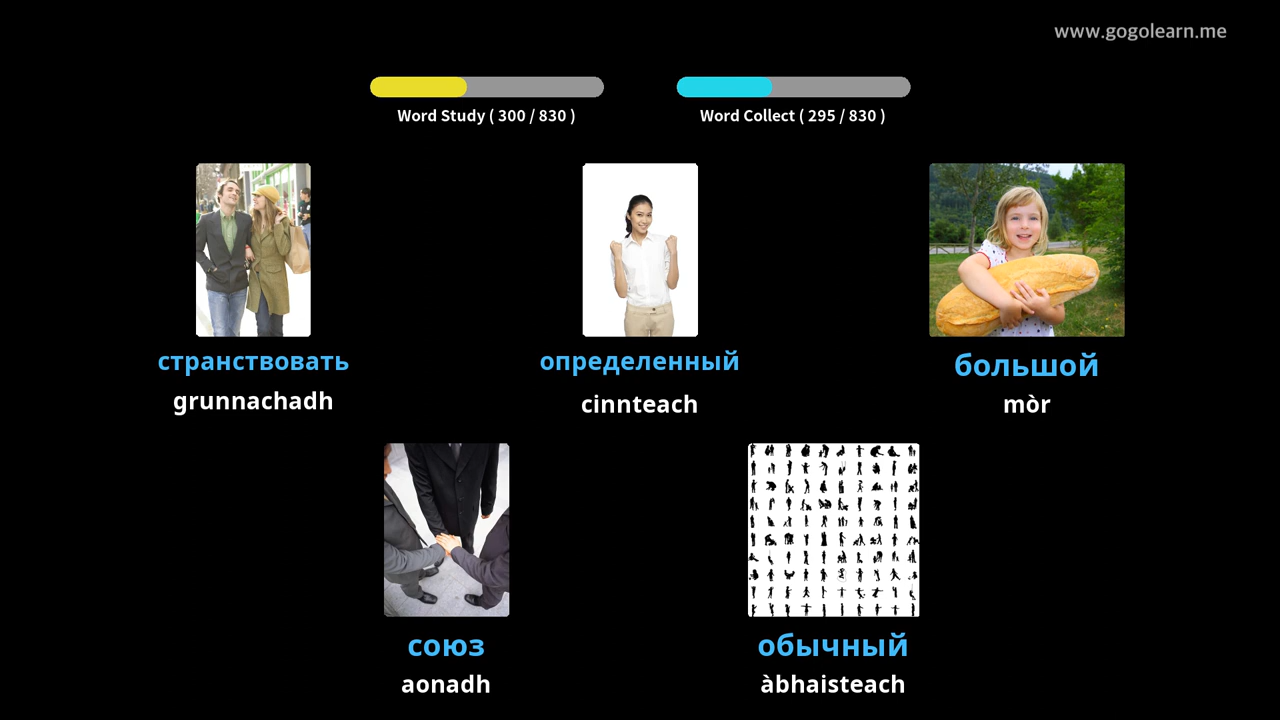 www.gogolearn.me
Word Study ( 300 / 830 )
Word Collect ( 295 / 830 )
странствовать
grunnachadh
определенный
cinnteach
большой
mòr
союз
aonadh
обычный
àbhaisteach